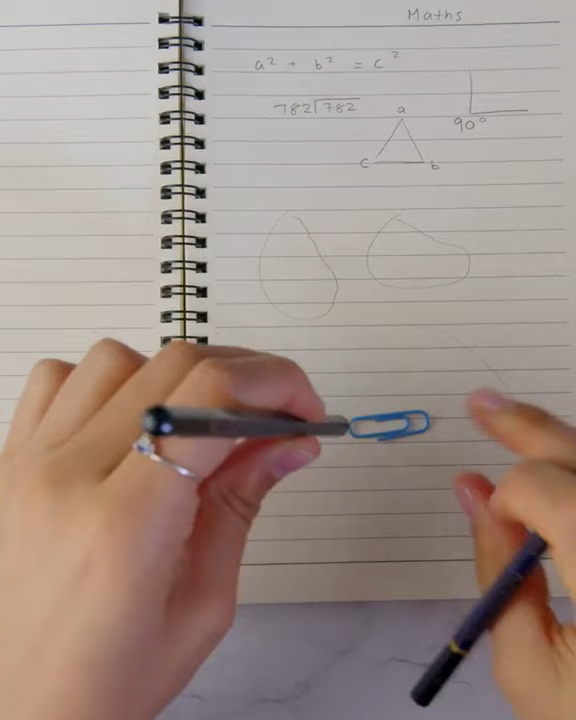 Maths
a² + b² = c²
782⟌782
a
90°
c
b